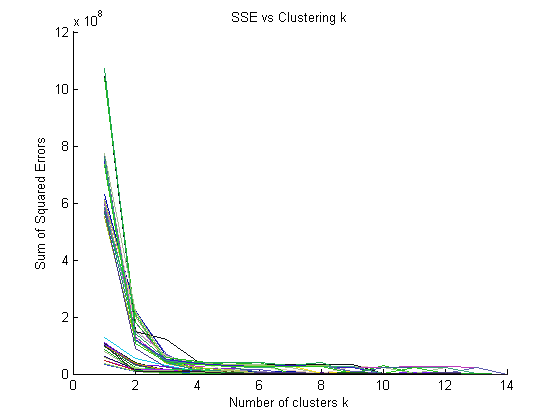 SSE vs Clustering k
x 10^8
12
10
8
6
4
2
0
Sum of Squared Errors
0 2 4 6 8 10 12 14
Number of clusters k